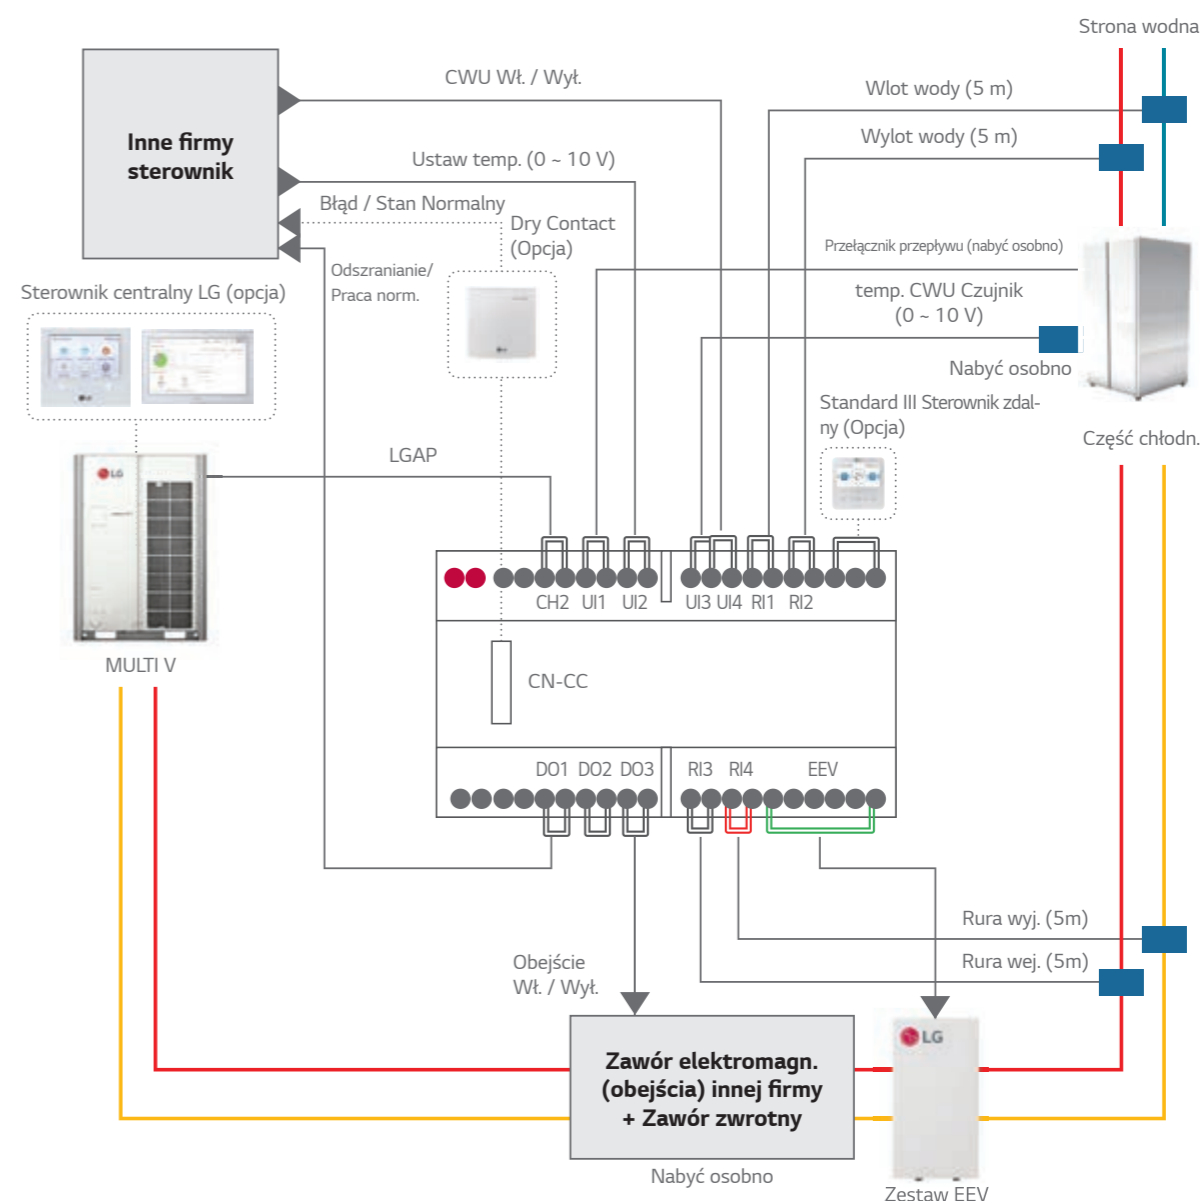 Strona wodna
CWU Wł. / Wył.
Wlot wody (5 m)
Inne firmy
sterownik
Wylot wody (5 m)
Ustaw temp. (0 ~ 10 V)
Błąd / Stan Normalny
Dry Contact
(Opcja)
Przełącznik przepływu (nabyć osobno)
Odszranianie/
Praca norm.
Sterownik centralny LG (opcja)
temp. CWU Czujnik
(0 ~ 10 V)
Nabyć osobno
Standard III Sterownik zdal-
ny (Opcja)
Część chłodn.
LGAP
LG
MULTI V
CH2 UI1 UI2 UI3 UI4 RI1 RI2
CN-CC
DO1 DO2 DO3 RI3 RI4 EEV
Rura wyj. (5m)
Rura wej. (5m)
Obejście
Wł. / Wył.
LG
Zawór elektromagn.
(obejścia) innej firmy
+ Zawór zwrotny
Nabyć osobno
Zestaw EEV